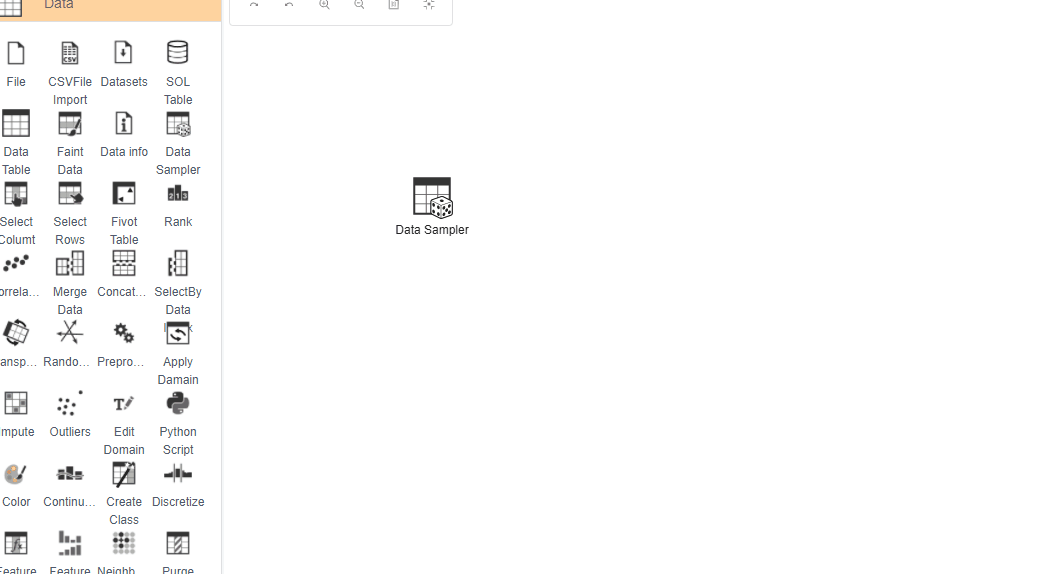 Data
File
CSVFile
Import
Datasets
SOL
Table
Data
Table
Faint
Data
Data info
Data
Sampler
Select
Columt
Select
Rows
Fivot
Table
Rank
orrela...
Merge
Data
Concat...
SelectBy
Data
ansp...
Rando...
Prepro...
Apply
Domain
mpute
Outliers
Edit
Domain
Python
Script
Color
Continu...
Create
Class
Discretize
Feature
Feature
Neighb...
Purge
Data Sampler